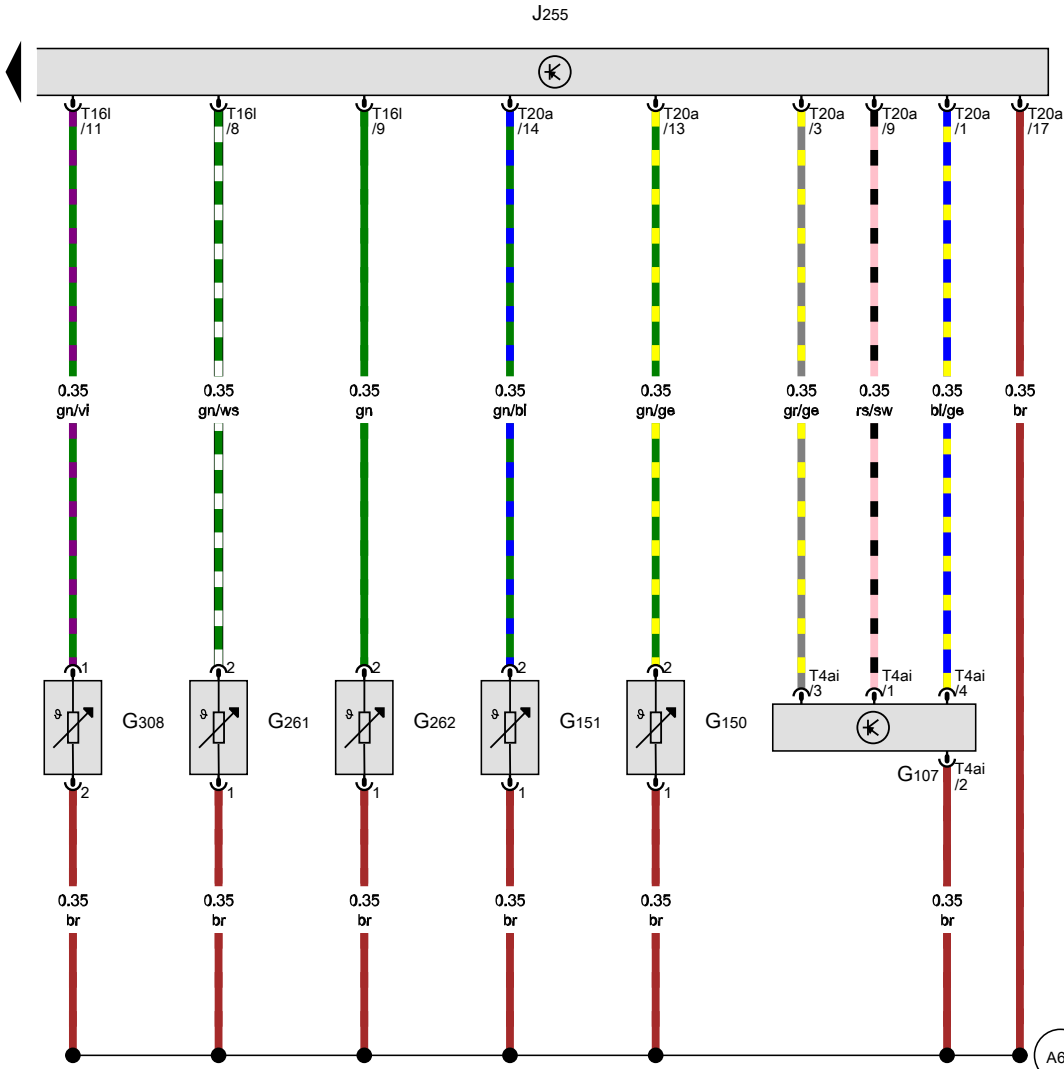 J255
T16l T16l T16l T20a T20a T20a T20a T20a T20a
/11 /8 /9 /14 /13 /3 /9 /1 /17
0.35 0.35 0.35 0.35 0.35 0.35 0.35 0.35 0.35
gn/vi gn/ws gn gn/bl gn/ge gr/ge rs/sw bl/ge br
1 2 2 2 2 T4ai T4ai T4ai
/3 /1 /4
ϑ G308 ϑ G261 ϑ G262 ϑ G151 ϑ G150
G107 T4ai
/2
2 1 1 1 1
0.35 0.35 0.35 0.35 0.35 0.35
br br br br br br